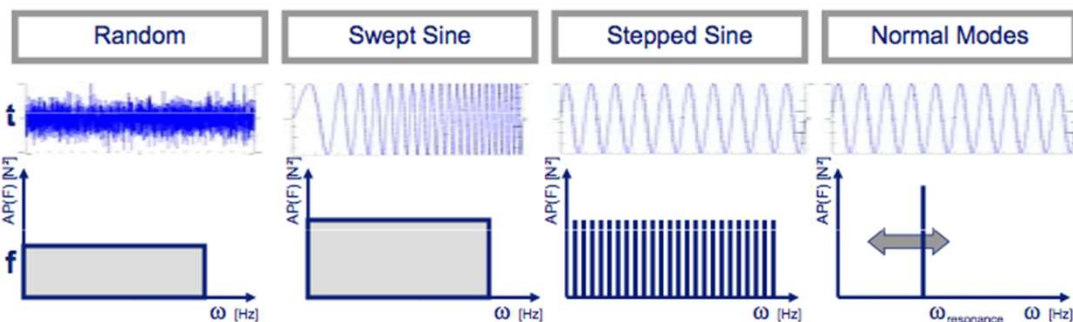 Random
Swept Sine
Stepped Sine
Normal Modes
t
AP(F) [N²]
AP(F) [N²]
AP(F) [N²]
AP(F) [N²]
f
ω [Hz]
ω [Hz]
ω [Hz]
ωresonance ω [Hz]